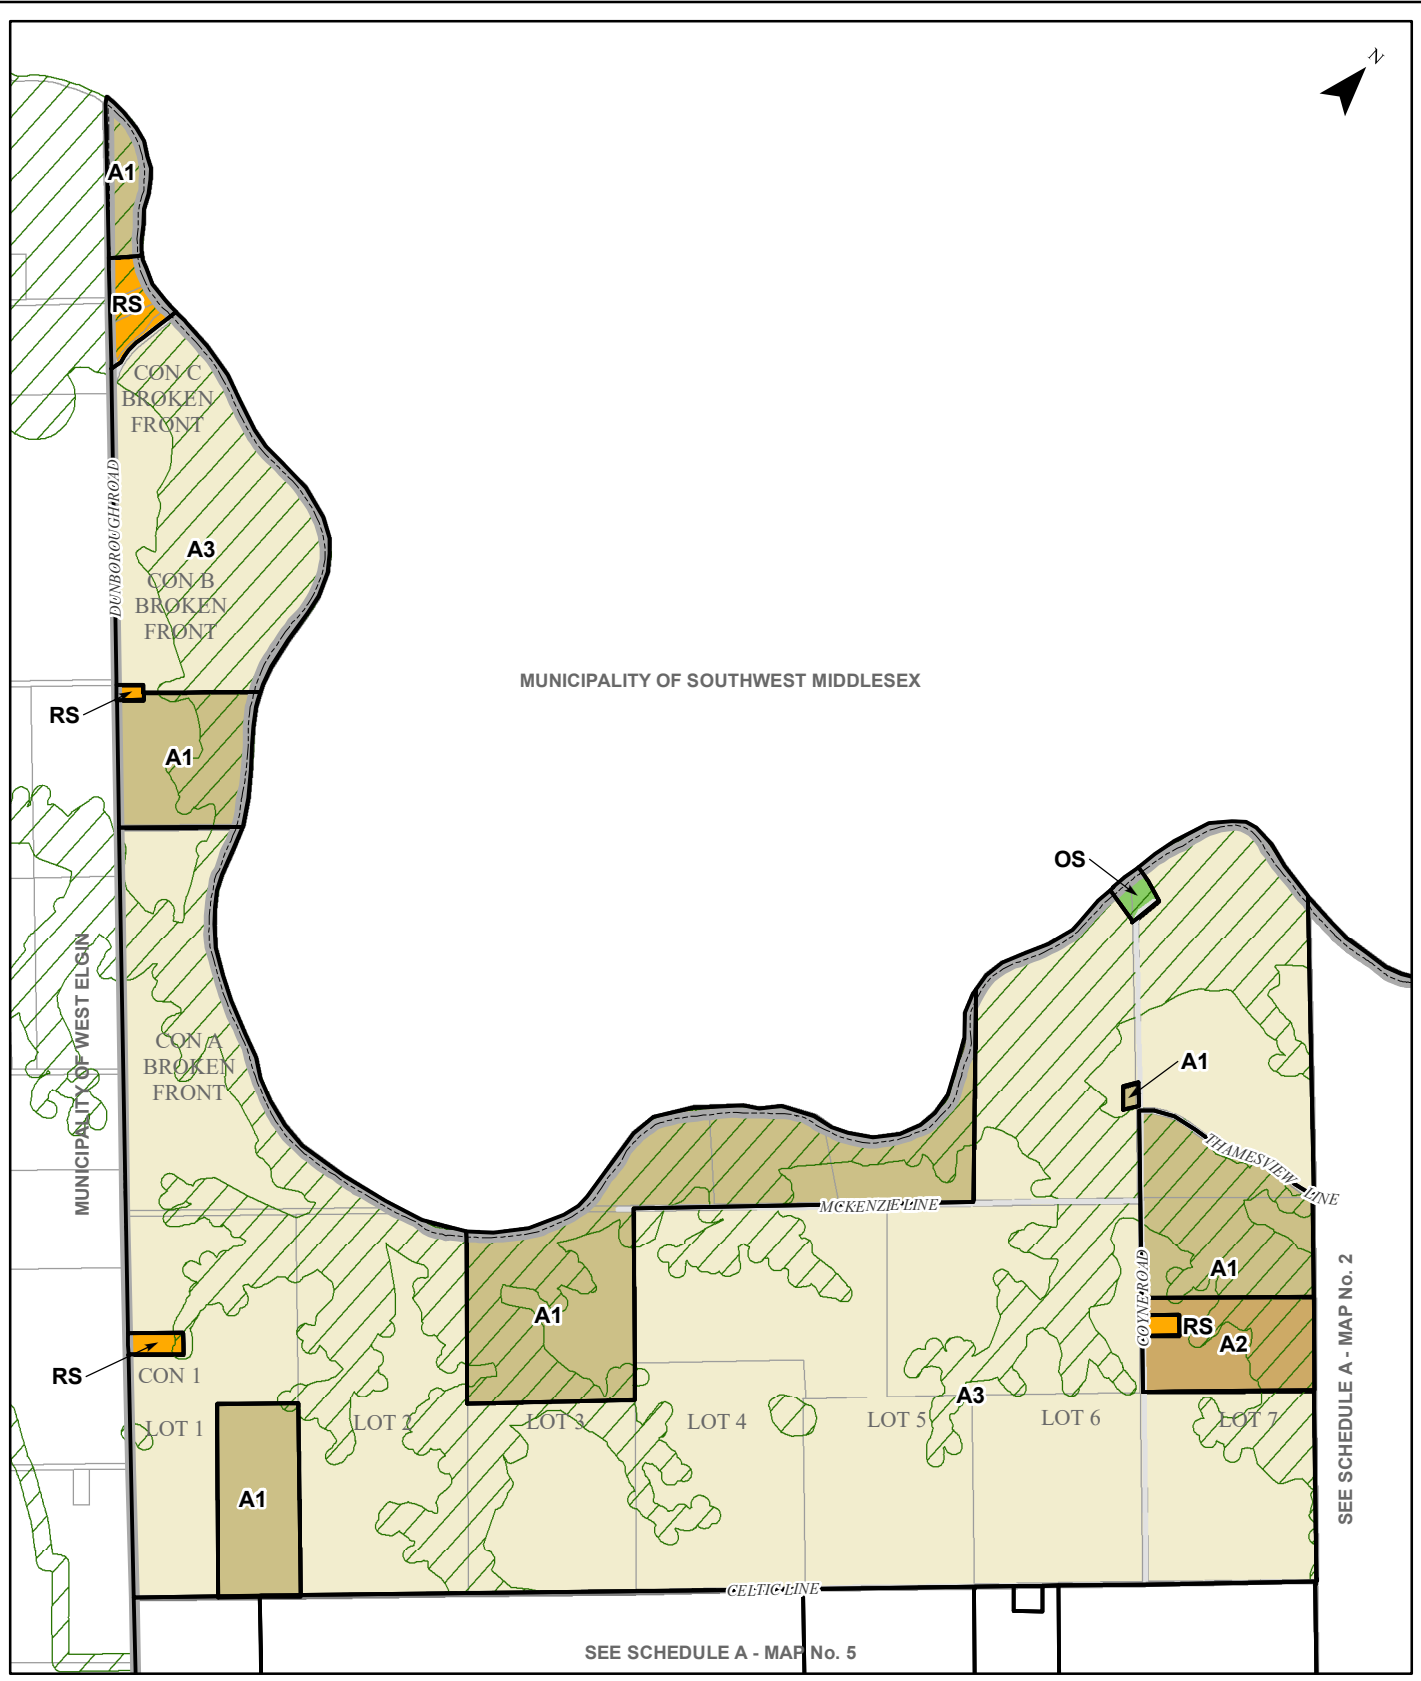 N
A1
RS
CON C
BROKEN
FRONT
DUNBOROUGH ROAD
A3
CON B
BROKEN
FRONT
MUNICIPALITY OF SOUTHWEST MIDDLESEX
RS
A1
OS
MUNICIPALITY OF WEST ELGIN
CON A
BROKEN
FRONT
A1
THAMESVIEW LINE
MCKENZIE LINE
COYNE ROAD
A1
A1
RS
A2
SEE SCHEDULE A - MAP No. 2
RS
CON 1
A3
LOT 1
LOT 2
LOT 3
LOT 4
LOT 5
LOT 6
LOT 7
A1
CELTIC LINE
SEE SCHEDULE A - MAP No. 5